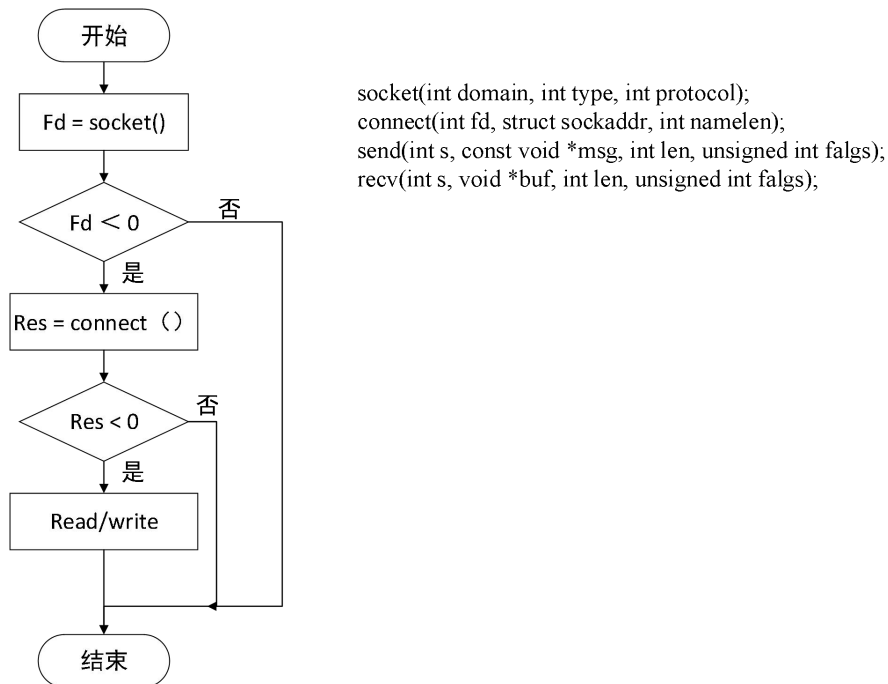 开始
Fd = socket()
Fd ＜ 0
否
是
Res = connect（）
Res < 0
否
是
Read/write
结束
socket(int domain, int type, int protocol);
connect(int fd, struct sockaddr, int namelen);
send(int s, const void *msg, int len, unsigned int falgs);
recv(int s, void *buf, int len, unsigned int falgs);